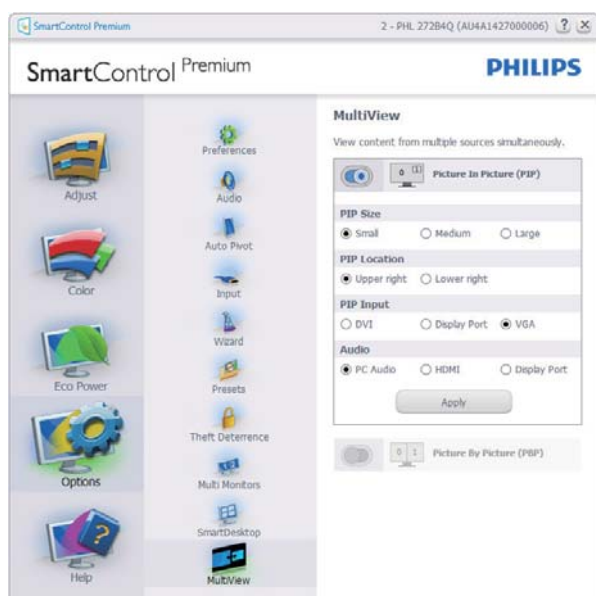 SmartControl Premium
2 - PHL 272B4Q (AU4A1427000006) ? X
SmartControl Premium
PHILIPS
Adjust
Color
Eco Power
Options
Help
Preferences
Audio
Auto Pivot
Input
Wizard
Presets
Theft Deterrence
Multi Monitors
SmartDesktop
MultiView
MultiView
View content from multiple sources simultaneously.
Picture In Picture (PIP)
PIP Size
Small Medium Large
PIP Location
Upper right Lower right
PIP Input
DVI Display Port VGA
Audio
PC Audio HDMI Display Port
Apply
0 1 Picture By Picture (PBP)